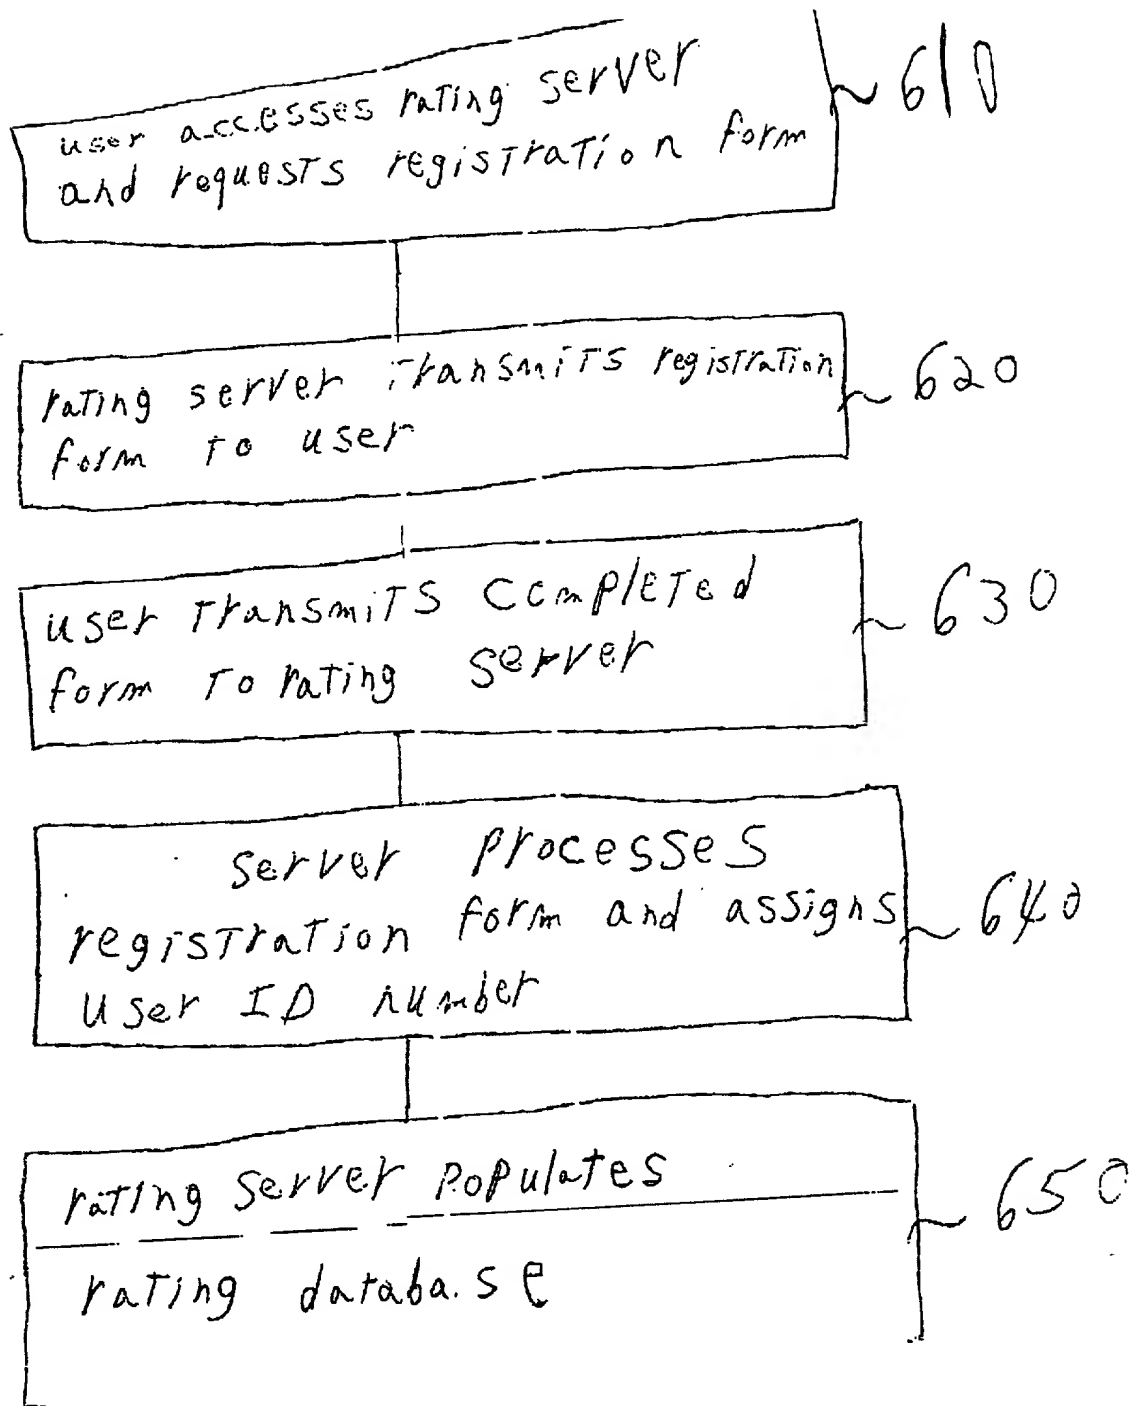 user accesses rating server
and requests registration form
610
rating server transmits registration
form to user
620
user transmits completed
form to rating server
630
server processes
registration form and assigns
user ID number
640
rating server populates
rating database
650